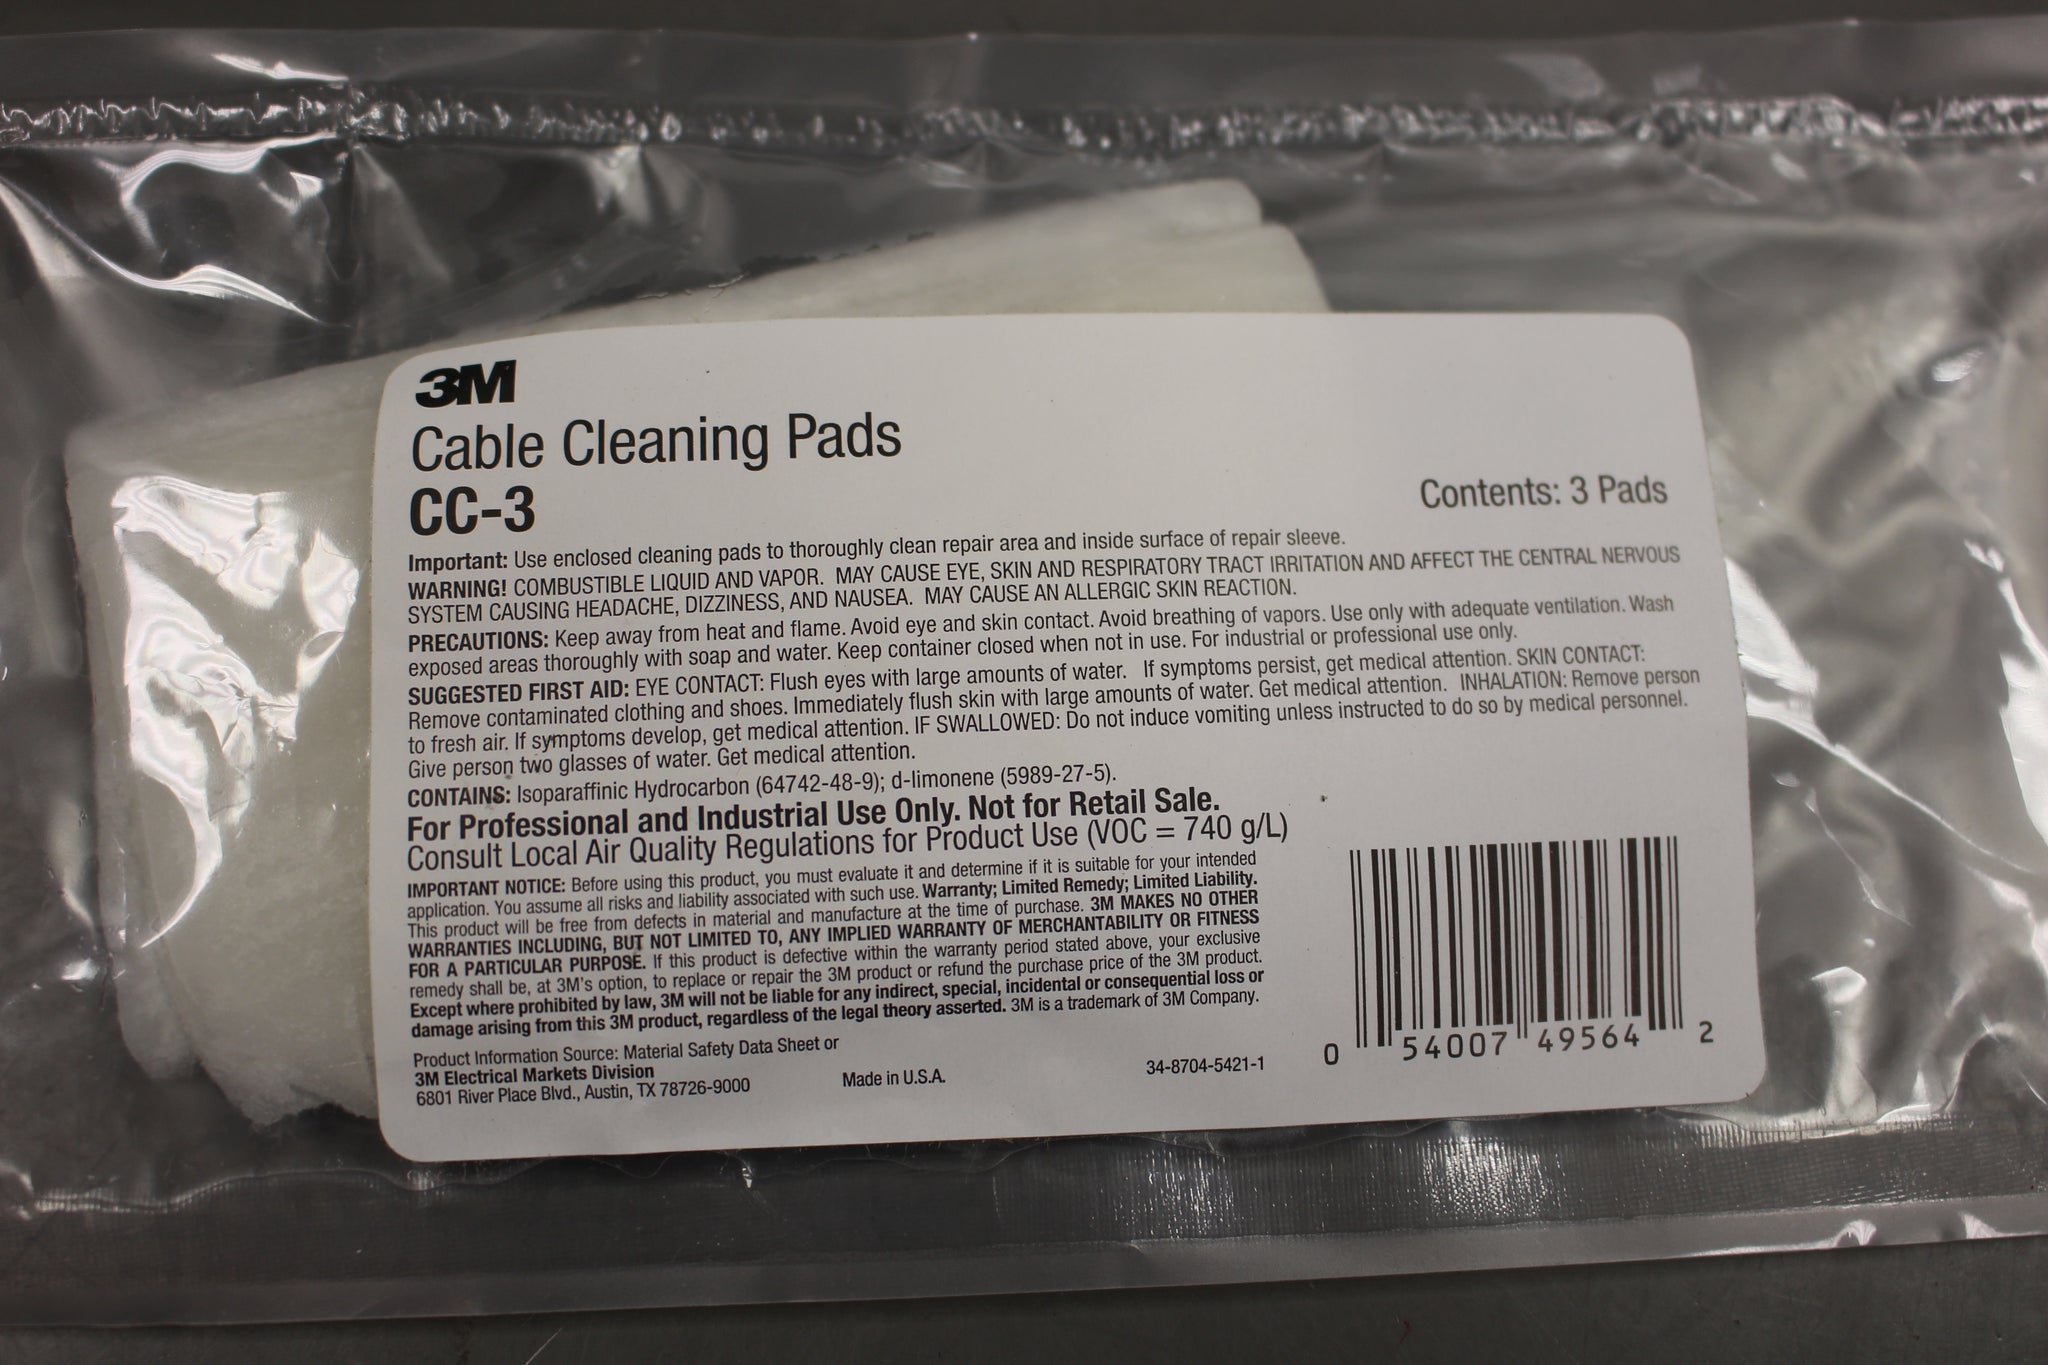 3M
Cable Cleaning Pads
CC-3
Contents: 3 Pads
Important: Use enclosed cleaning pads to thoroughly clean repair area and inside surface of repair sleeve.
WARNING! COMBUSTIBLE LIQUID AND VAPOR. MAY CAUSE EYE, SKIN AND RESPIRATORY TRACT IRRITATION AND AFFECT THE CENTRAL NERVOUS
SYSTEM CAUSING HEADACHE, DIZZINESS, AND NAUSEA. MAY CAUSE AN ALLERGIC SKIN REACTION.
PRECAUTIONS: Keep away from heat and flame. Avoid eye and skin contact. Avoid breathing of vapors. Use only with adequate ventilation. Wash
exposed areas thoroughly with soap and water. Keep container closed when not in use. For industrial or professional use only.
SUGGESTED FIRST AID: EYE CONTACT: Flush eyes with large amounts of water. If symptoms persist, get medical attention. SKIN CONTACT:
Remove contaminated clothing and shoes. Immediately flush skin with large amounts of water. Get medical attention. INHALATION: Remove person
to fresh air. If symptoms develop, get medical attention. IF SWALLOWED: Do not induce vomiting unless instructed to do so by medical personnel.
Give person two glasses of water. Get medical attention.
CONTAINS: Isoparaffinic Hydrocarbon (64742-48-9); d-limonene (5989-27-5).
For Professional and Industrial Use Only. Not for Retail Sale.
Consult Local Air Quality Regulations for Product Use (VOC = 740 g/L)
IMPORTANT NOTICE: Before using this product, you must evaluate it and determine if it is suitable for your intended
application. You assume all risks and liability associated with such use. Warranty; Limited Remedy; Limited Liability.
This product will be free from defects in material and manufacture at the time of purchase. 3M MAKES NO OTHER
WARRANTIES INCLUDING, BUT NOT LIMITED TO, ANY IMPLIED WARRANTY OF MERCHANTABILITY OR FITNESS
FOR A PARTICULAR PURPOSE. If this product is defective within the warranty period stated above, your exclusive
remedy shall be, at 3M's option, to replace or repair the 3M product or refund the purchase price of the 3M product.
Except where prohibited by law, 3M will not be liable for any indirect, special, incidental or consequential loss or
damage arising from this 3M product, regardless of the legal theory asserted. 3M is a trademark of 3M Company.
Product Information Source: Material Safety Data Sheet or
3M Electrical Markets Division
6801 River Place Blvd., Austin, TX 78726-9000
Made in U.S.A.
34-8704-5421-1
0 54007 49564 2